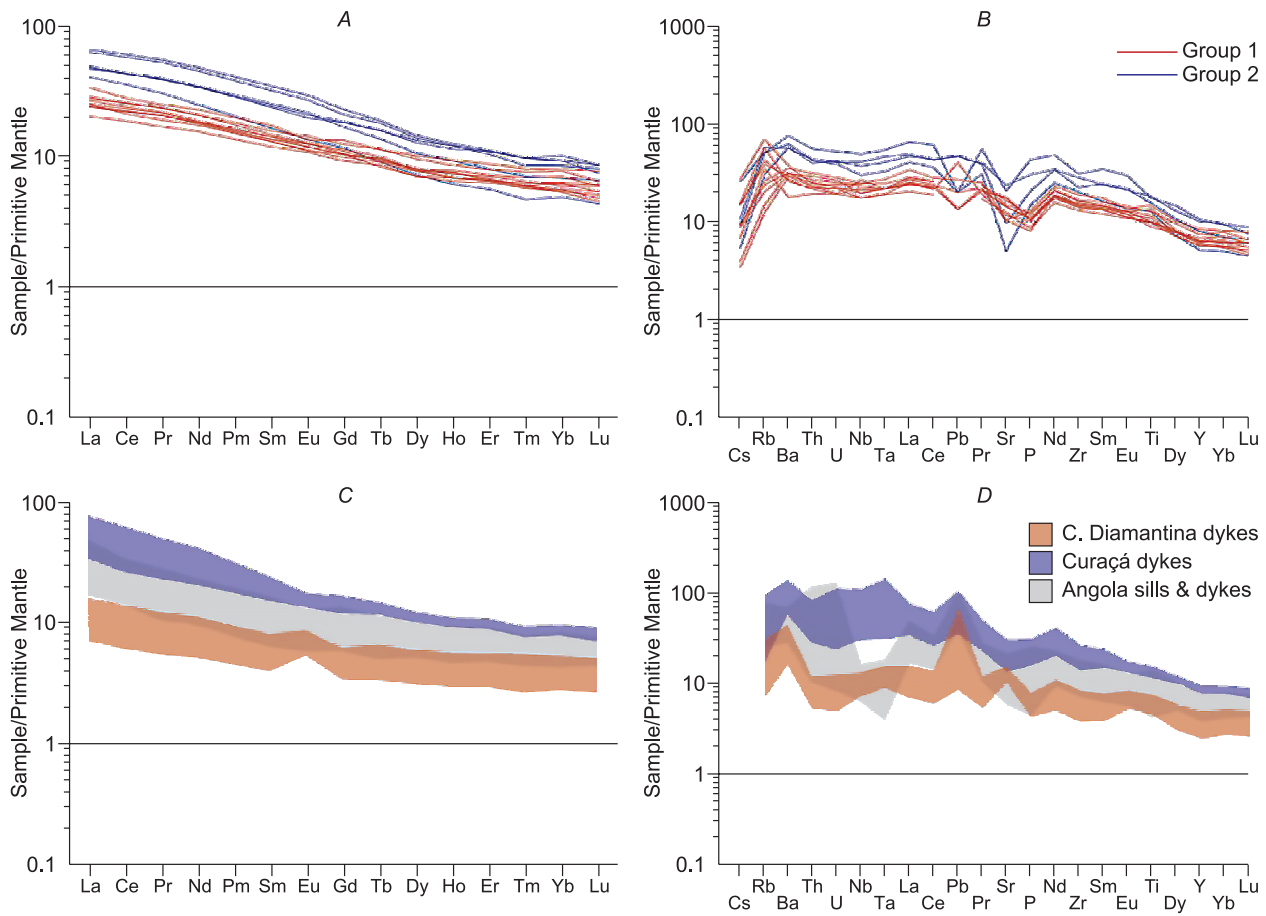 A
B
100
10
1
0.1
Sample/Primitive Mantle
La Ce Pr Nd Pm Sm Eu Gd Tb Dy Ho Er Tm Yb Lu
1000
100
10
1
0.1
Sample/Primitive Mantle
Group 1
Group 2
Rb Th Nb La Pb Sr Nd Sm Ti Y Lu
Cs Ba U Ta Ce Pr P Zr Eu Dy Yb
C
D
100
10
1
0.1
Sample/Primitive Mantle
La Ce Pr Nd Pm Sm Eu Gd Tb Dy Ho Er Tm Yb Lu
1000
100
10
1
0.1
Sample/Primitive Mantle
C. Diamantina dykes
Curaçá dykes
Angola sills & dykes
Rb Th Nb La Pb Sr Nd Sm Ti Y Lu
Cs Ba U Ta Ce Pr P Zr Eu Dy Yb